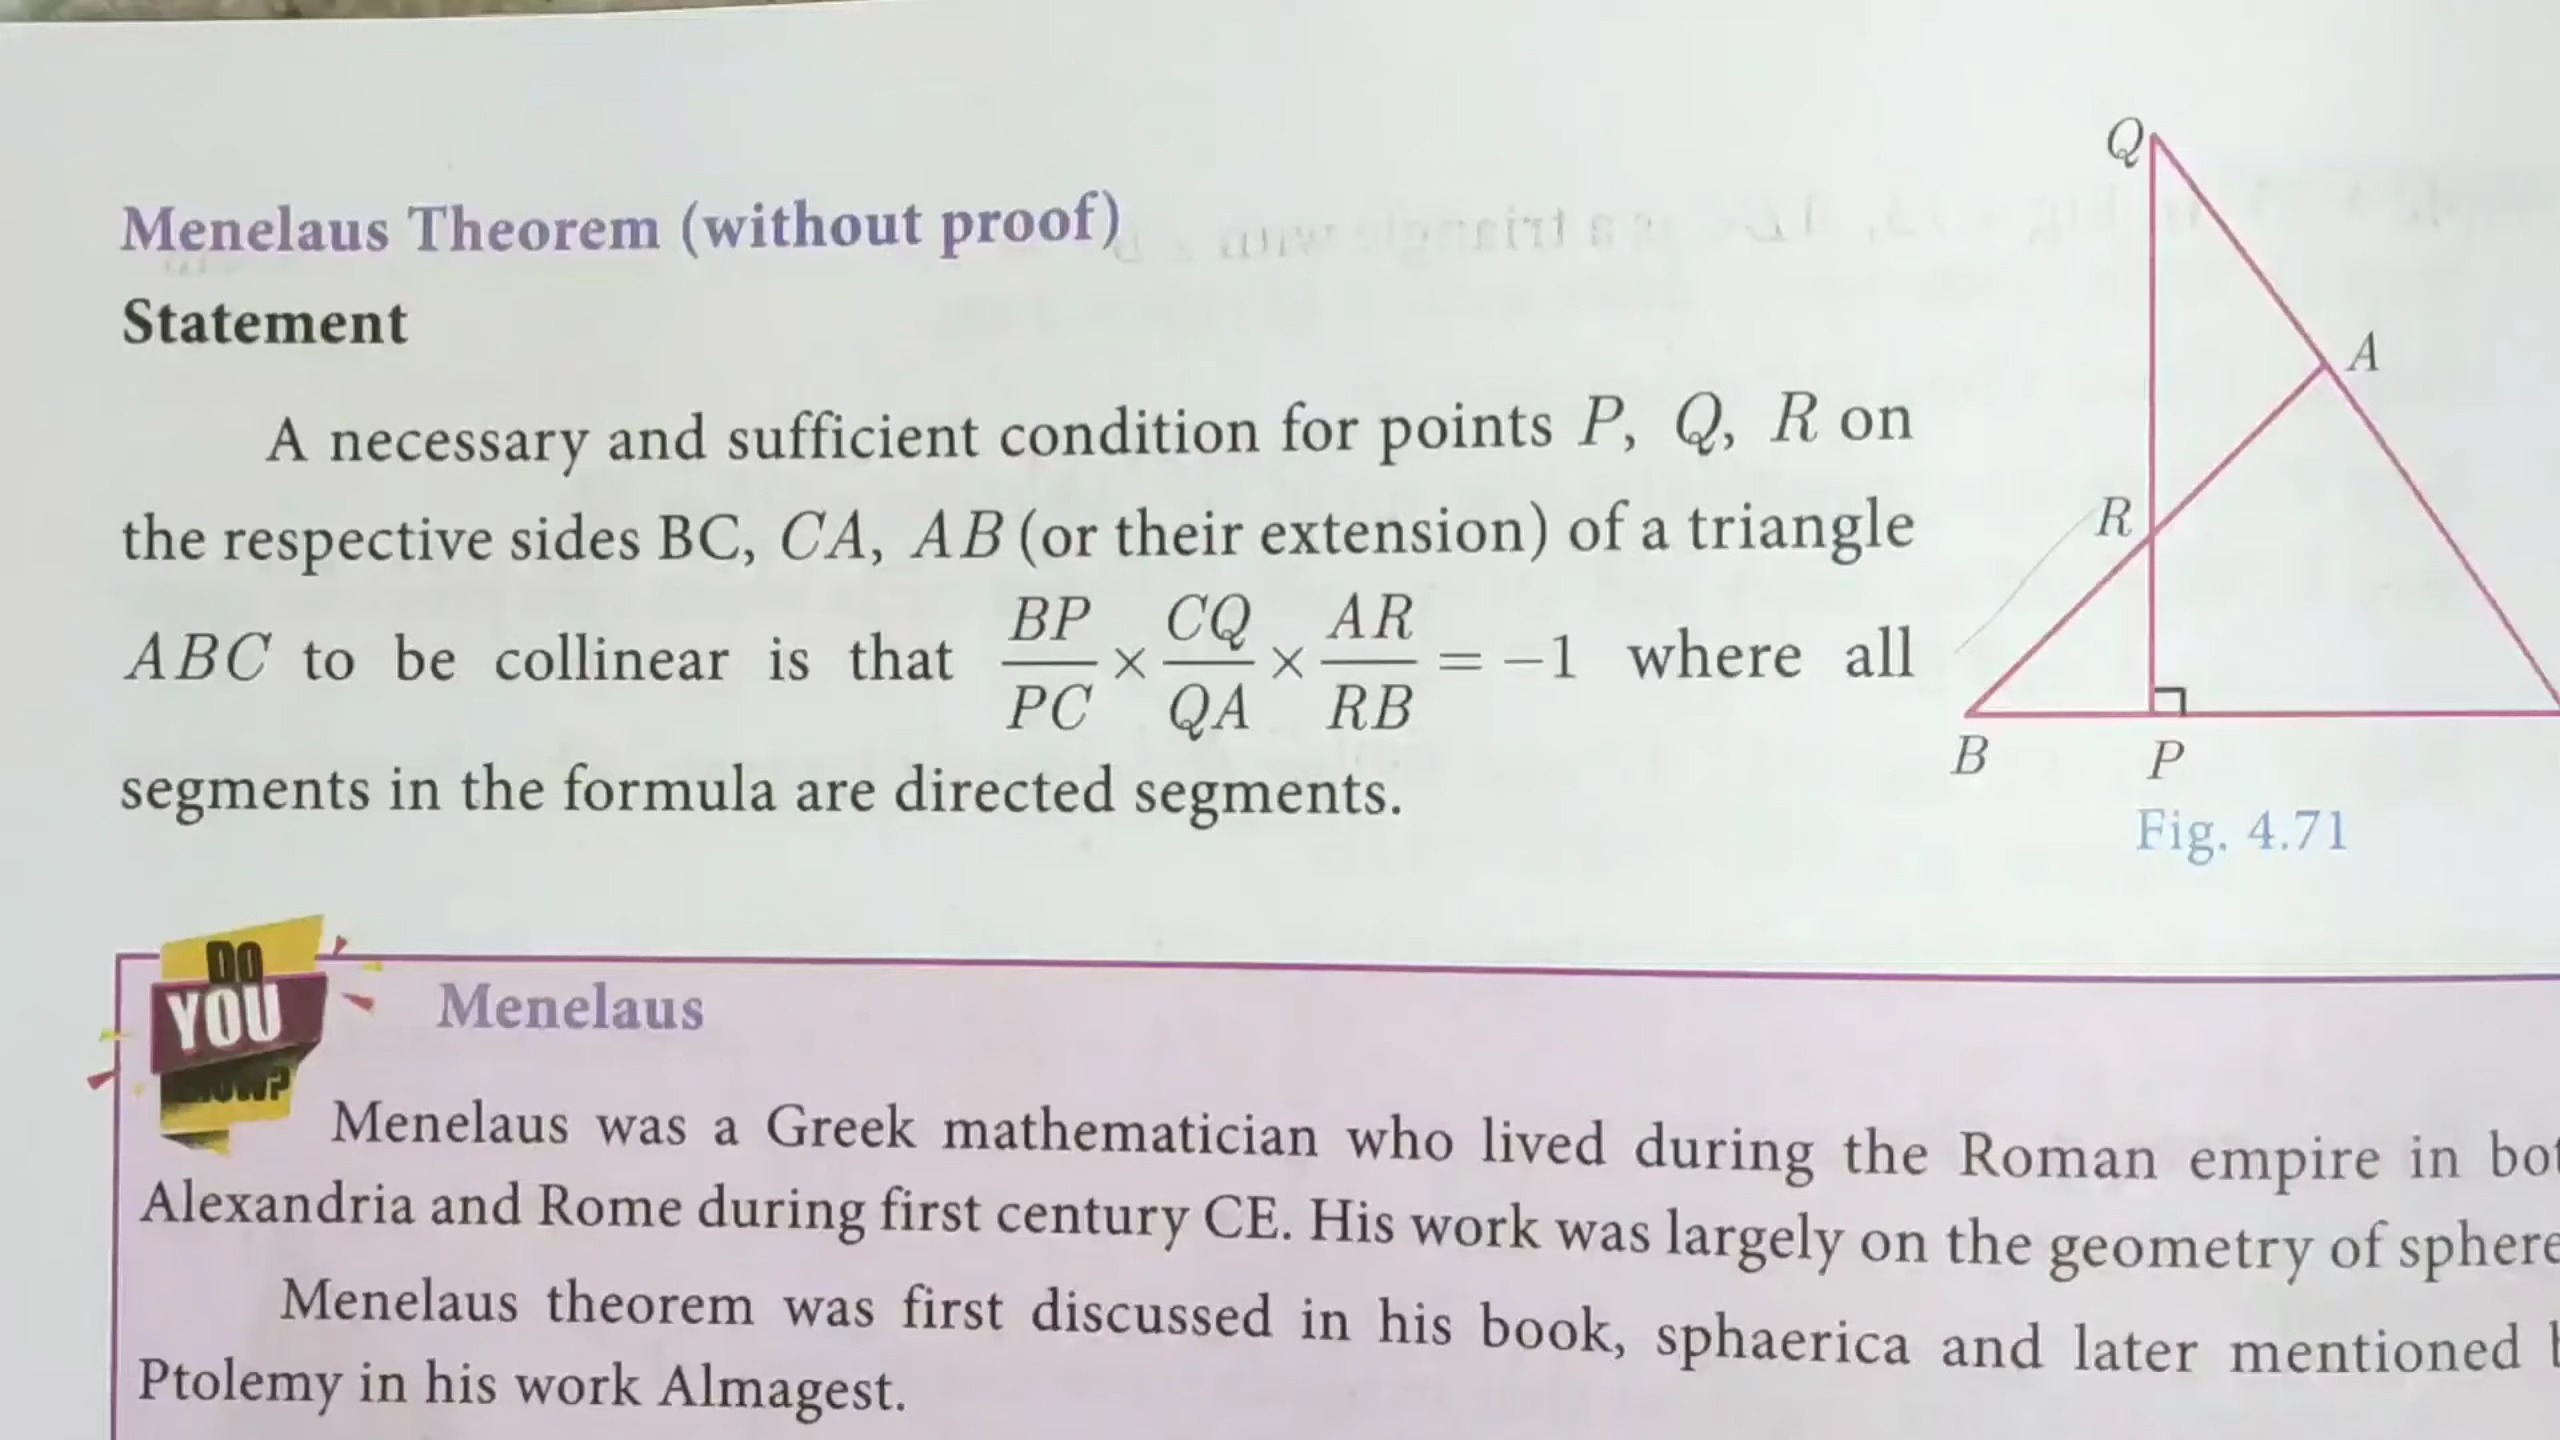 Menelaus Theorem (without proof)
Statement
A necessary and sufficient condition for points P, Q, R on
the respective sides BC, CA, AB (or their extension) of a triangle
ABC to be collinear is that BP/PC × CQ/QA × AR/RB = −1 where all
segments in the formula are directed segments.
Q
A
R
B
P
Fig. 4.71
DO
YOU
KNOW?
Menelaus
Menelaus was a Greek mathematician who lived during the Roman empire in
Alexandria and Rome during first century CE. His work was largely on the geometry of
Menelaus theorem was first discussed in his book, sphaerica and later mentioned
Ptolemy in his work Almagest.